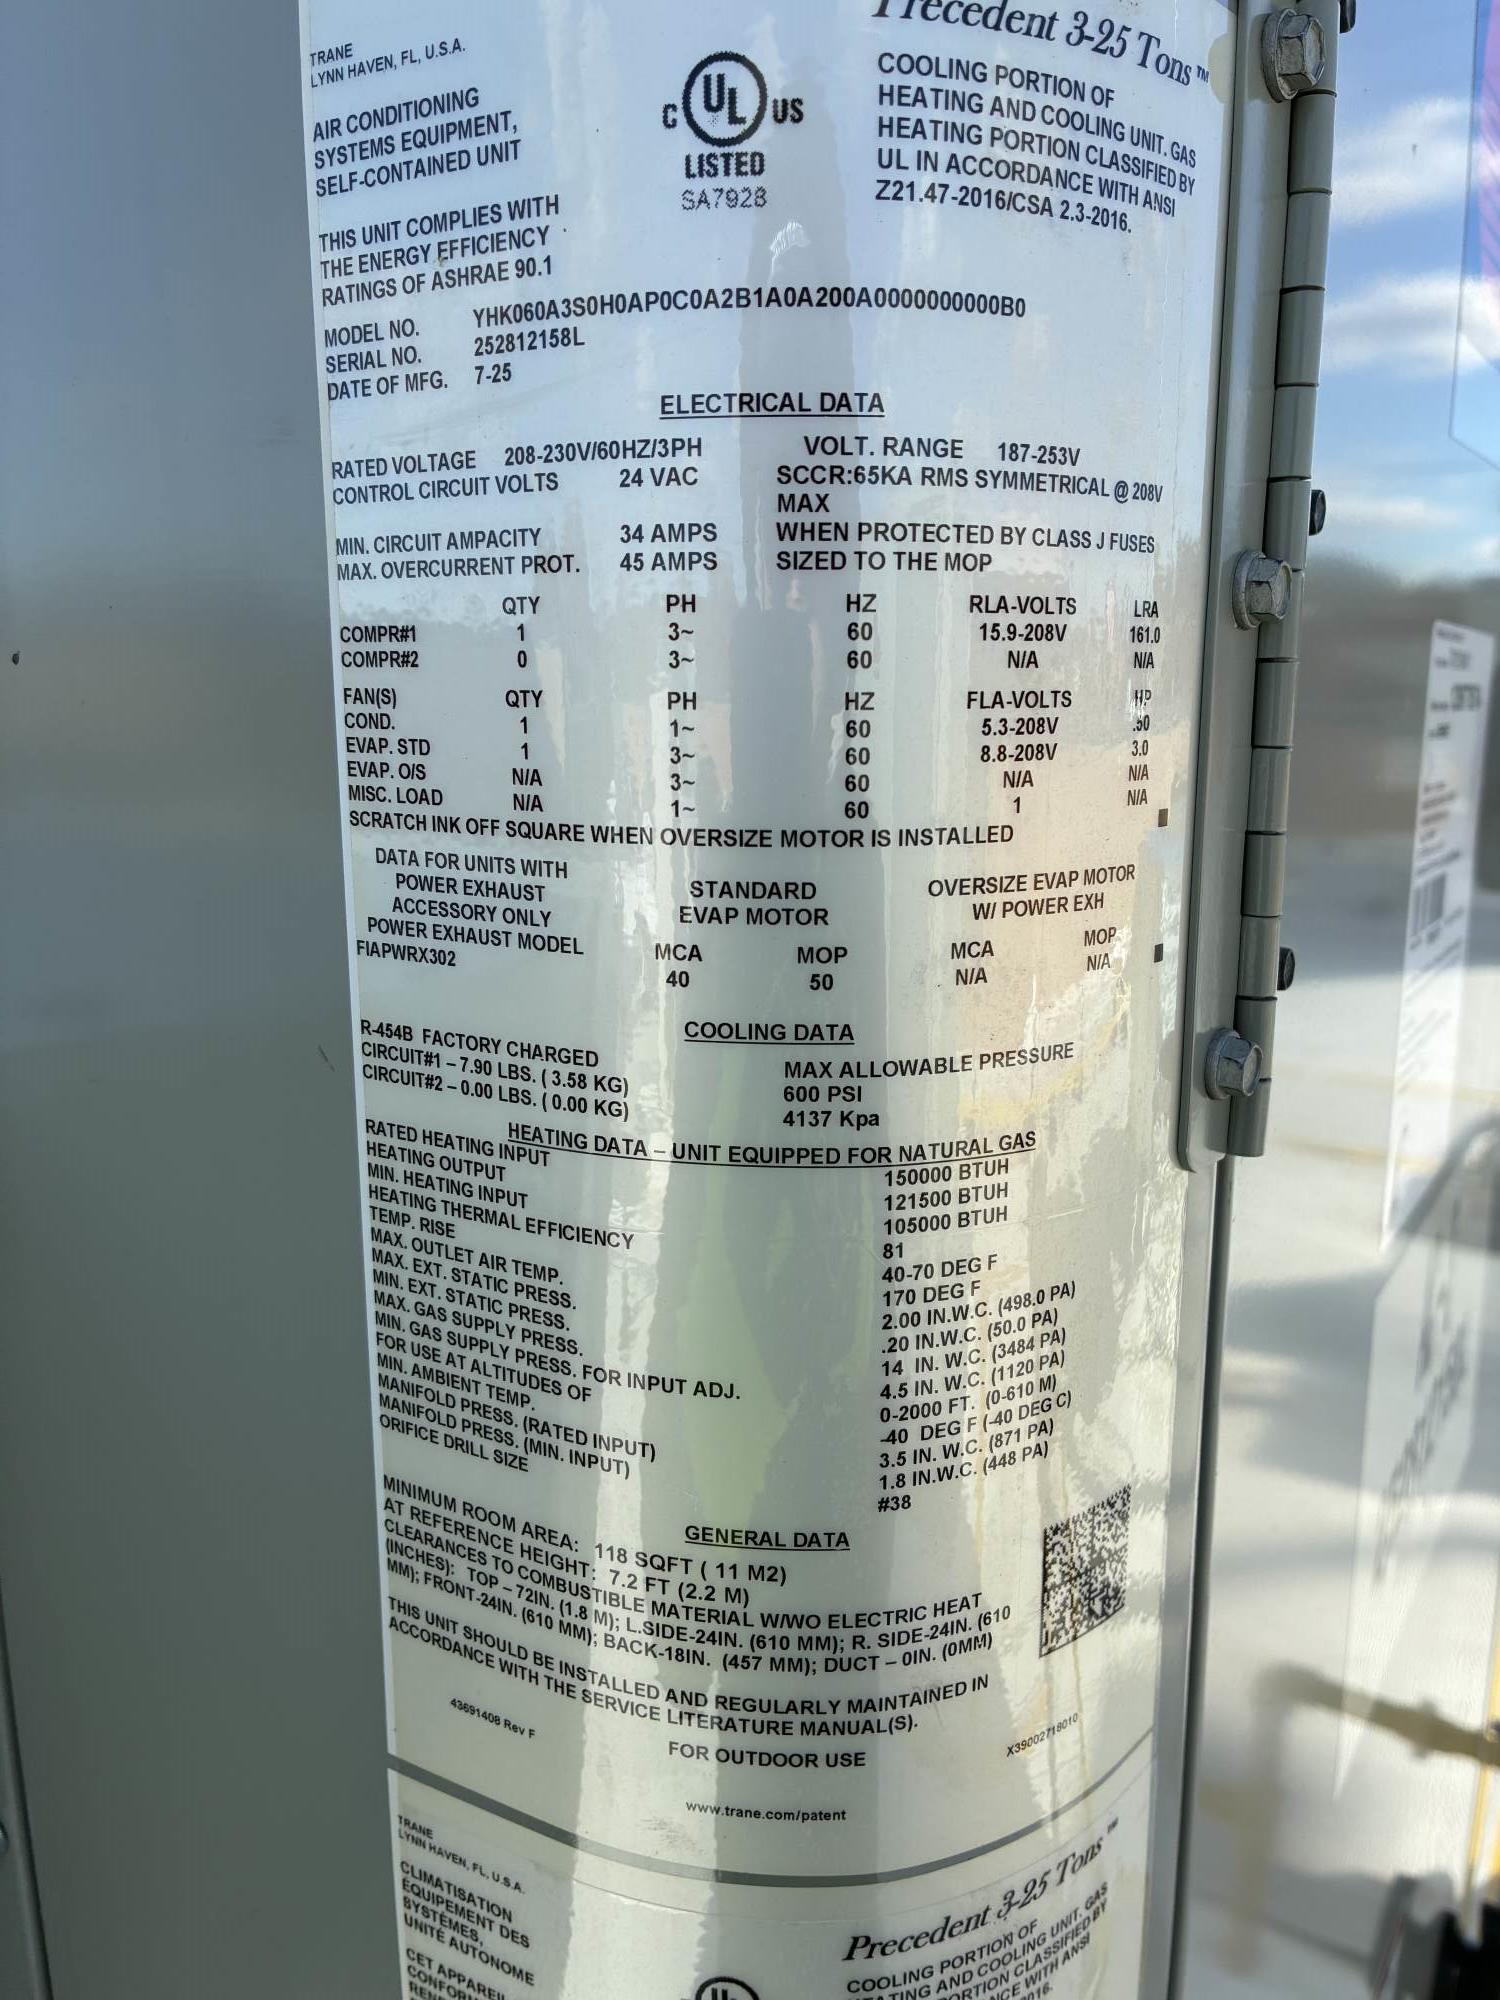 Precedent 3-25 Tons™
TRANE
LYNN HAVEN, FL, U.S.A.
AIR CONDITIONING
SYSTEMS EQUIPMENT,
SELF-CONTAINED UNIT
C UL US
LISTED
SA7928
COOLING PORTION OF
HEATING AND COOLING UNIT. GAS
HEATING PORTION CLASSIFIED BY
UL IN ACCORDANCE WITH ANSI
Z21.47-2016/CSA 2.3-2016.
THIS UNIT COMPLIES WITH
THE ENERGY EFFICIENCY
RATINGS OF ASHRAE 90.1
MODEL NO. YHK060A3S0H0AP0C0A2B1A0A200A0000000000B0
SERIAL NO. 252812158L
DATE OF MFG. 7-25
ELECTRICAL DATA
RATED VOLTAGE 208-230V/60HZ/3PH VOLT. RANGE 187-253V
CONTROL CIRCUIT VOLTS 24 VAC SCCR:65KA RMS SYMMETRICAL @ 208V
MAX
MIN. CIRCUIT AMPACITY 34 AMPS WHEN PROTECTED BY CLASS J FUSES
MAX. OVERCURRENT PROT. 45 AMPS SIZED TO THE MOP
QTY PH HZ RLA-VOLTS LRA
COMPR#1 1 3~ 60 15.9-208V 161.0
COMPR#2 0 3~ 60 N/A N/A
FAN(S) QTY PH HZ FLA-VOLTS HP
COND. 1 1~ 60 5.3-208V .50
EVAP. STD 1 3~ 60 8.8-208V 3.0
EVAP. O/S N/A 3~ 60 N/A N/A
MISC. LOAD N/A 1~ 60 1 N/A
SCRATCH INK OFF SQUARE WHEN OVERSIZE MOTOR IS INSTALLED
DATA FOR UNITS WITH
POWER EXHAUST STANDARD OVERSIZE EVAP MOTOR
ACCESSORY ONLY EVAP MOTOR W/ POWER EXH
POWER EXHAUST MODEL MCA MOP MCA MOP
FIAPWRX302 40 50 N/A N/A
COOLING DATA
R-454B FACTORY CHARGED MAX ALLOWABLE PRESSURE
CIRCUIT#1 – 7.90 LBS. ( 3.58 KG) 600 PSI
CIRCUIT#2 – 0.00 LBS. ( 0.00 KG) 4137 Kpa
HEATING DATA – UNIT EQUIPPED FOR NATURAL GAS
RATED HEATING INPUT 150000 BTUH
HEATING OUTPUT 121500 BTUH
MIN. HEATING INPUT 105000 BTUH
HEATING THERMAL EFFICIENCY 81
TEMP. RISE 40-70 DEG F
MAX. OUTLET AIR TEMP. 170 DEG F
MAX. EXT. STATIC PRESS. 2.00 IN.W.C. (498.0 PA)
MIN. EXT. STATIC PRESS. .20 IN.W.C. (50.0 PA)
MAX. GAS SUPPLY PRESS. 14 IN. W.C. (3484 PA)
MIN. GAS SUPPLY PRESS. FOR INPUT ADJ. 4.5 IN. W.C. (1120 PA)
FOR USE AT ALTITUDES OF 0-2000 FT. (0-610 M)
MIN. AMBIENT TEMP. -40 DEG F (-40 DEG C)
MANIFOLD PRESS. (RATED INPUT) 3.5 IN. W.C. (871 PA)
MANIFOLD PRESS. (MIN. INPUT) 1.8 IN.W.C. (448 PA)
ORIFICE DRILL SIZE #38
GENERAL DATA
MINIMUM ROOM AREA: 118 SQFT ( 11 M2)
AT REFERENCE HEIGHT: 7.2 FT (2.2 M)
CLEARANCES TO COMBUSTIBLE MATERIAL W/WO ELECTRIC HEAT
(INCHES): TOP – 72IN. (1.8 M); L.SIDE-24IN. (610 MM); R. SIDE-24IN. (610
MM); FRONT-24IN. (610 MM); BACK-18IN. (457 MM); DUCT – 0IN. (0MM)
THIS UNIT SHOULD BE INSTALLED AND REGULARLY MAINTAINED IN
ACCORDANCE WITH THE SERVICE LITERATURE MANUAL(S).
43691408 Rev F
FOR OUTDOOR USE
X39002718010
www.trane.com/patent
TRANE
LYNN HAVEN, FL, U.S.A.
Precedent 3-25 Tons™
CLIMATISATION
ÉQUIPEMENT DES
SYSTÈMES,
UNITÉ AUTONOME
COOLING PORTION OF
HEATING AND COOLING UNIT. GAS
CET APPAREIL
UL